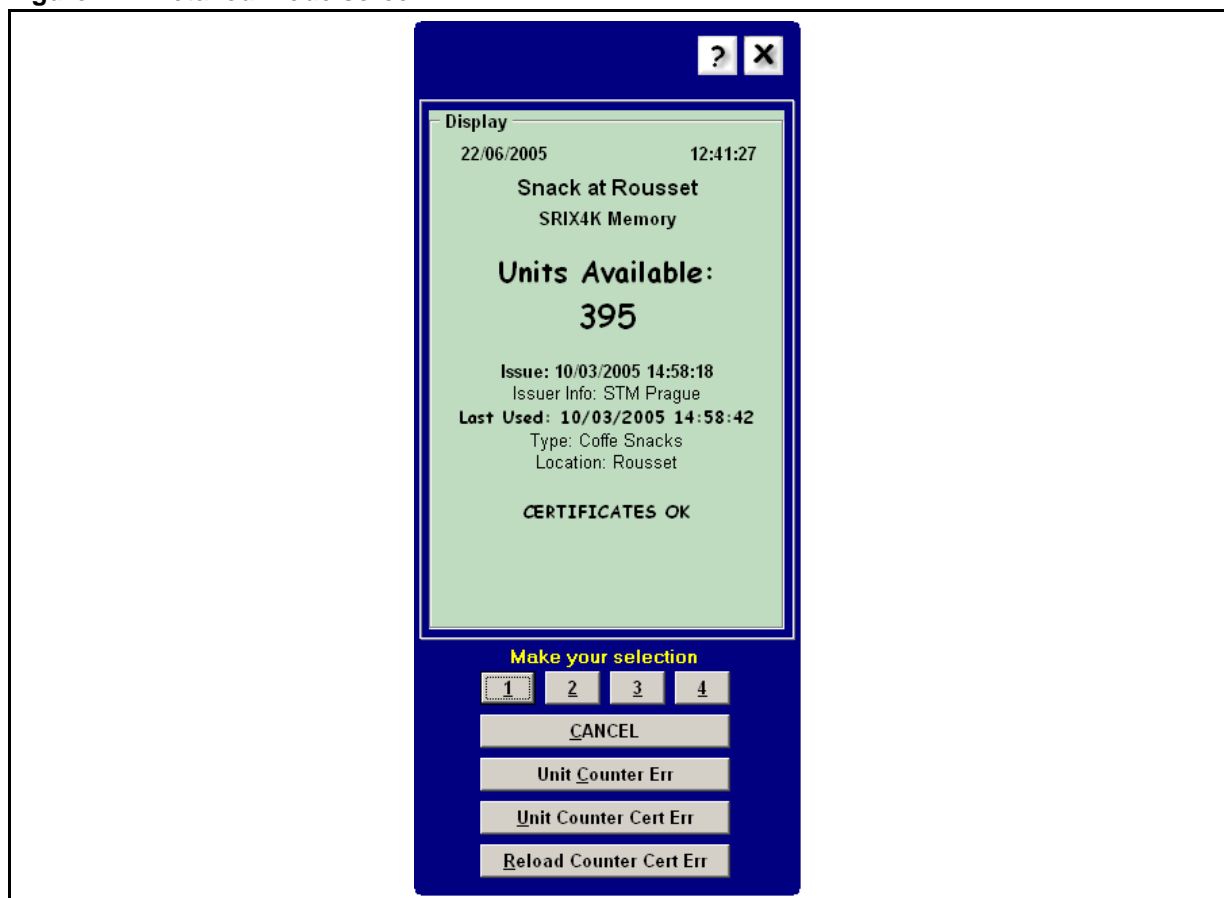 ? X
Display
22/06/2005 12:41:27
Snack at Rousset
SRIX4K Memory
Units Available:
395
Issue: 10/03/2005 14:58:18
Issuer Info: STM Prague
Last Used: 10/03/2005 14:58:42
Type: Coffe Snacks
Location: Rousset
CERTIFICATES OK
Make your selection
1 2 3 4
CANCEL
Unit Counter Err
Unit Counter Cert Err
Reload Counter Cert Err